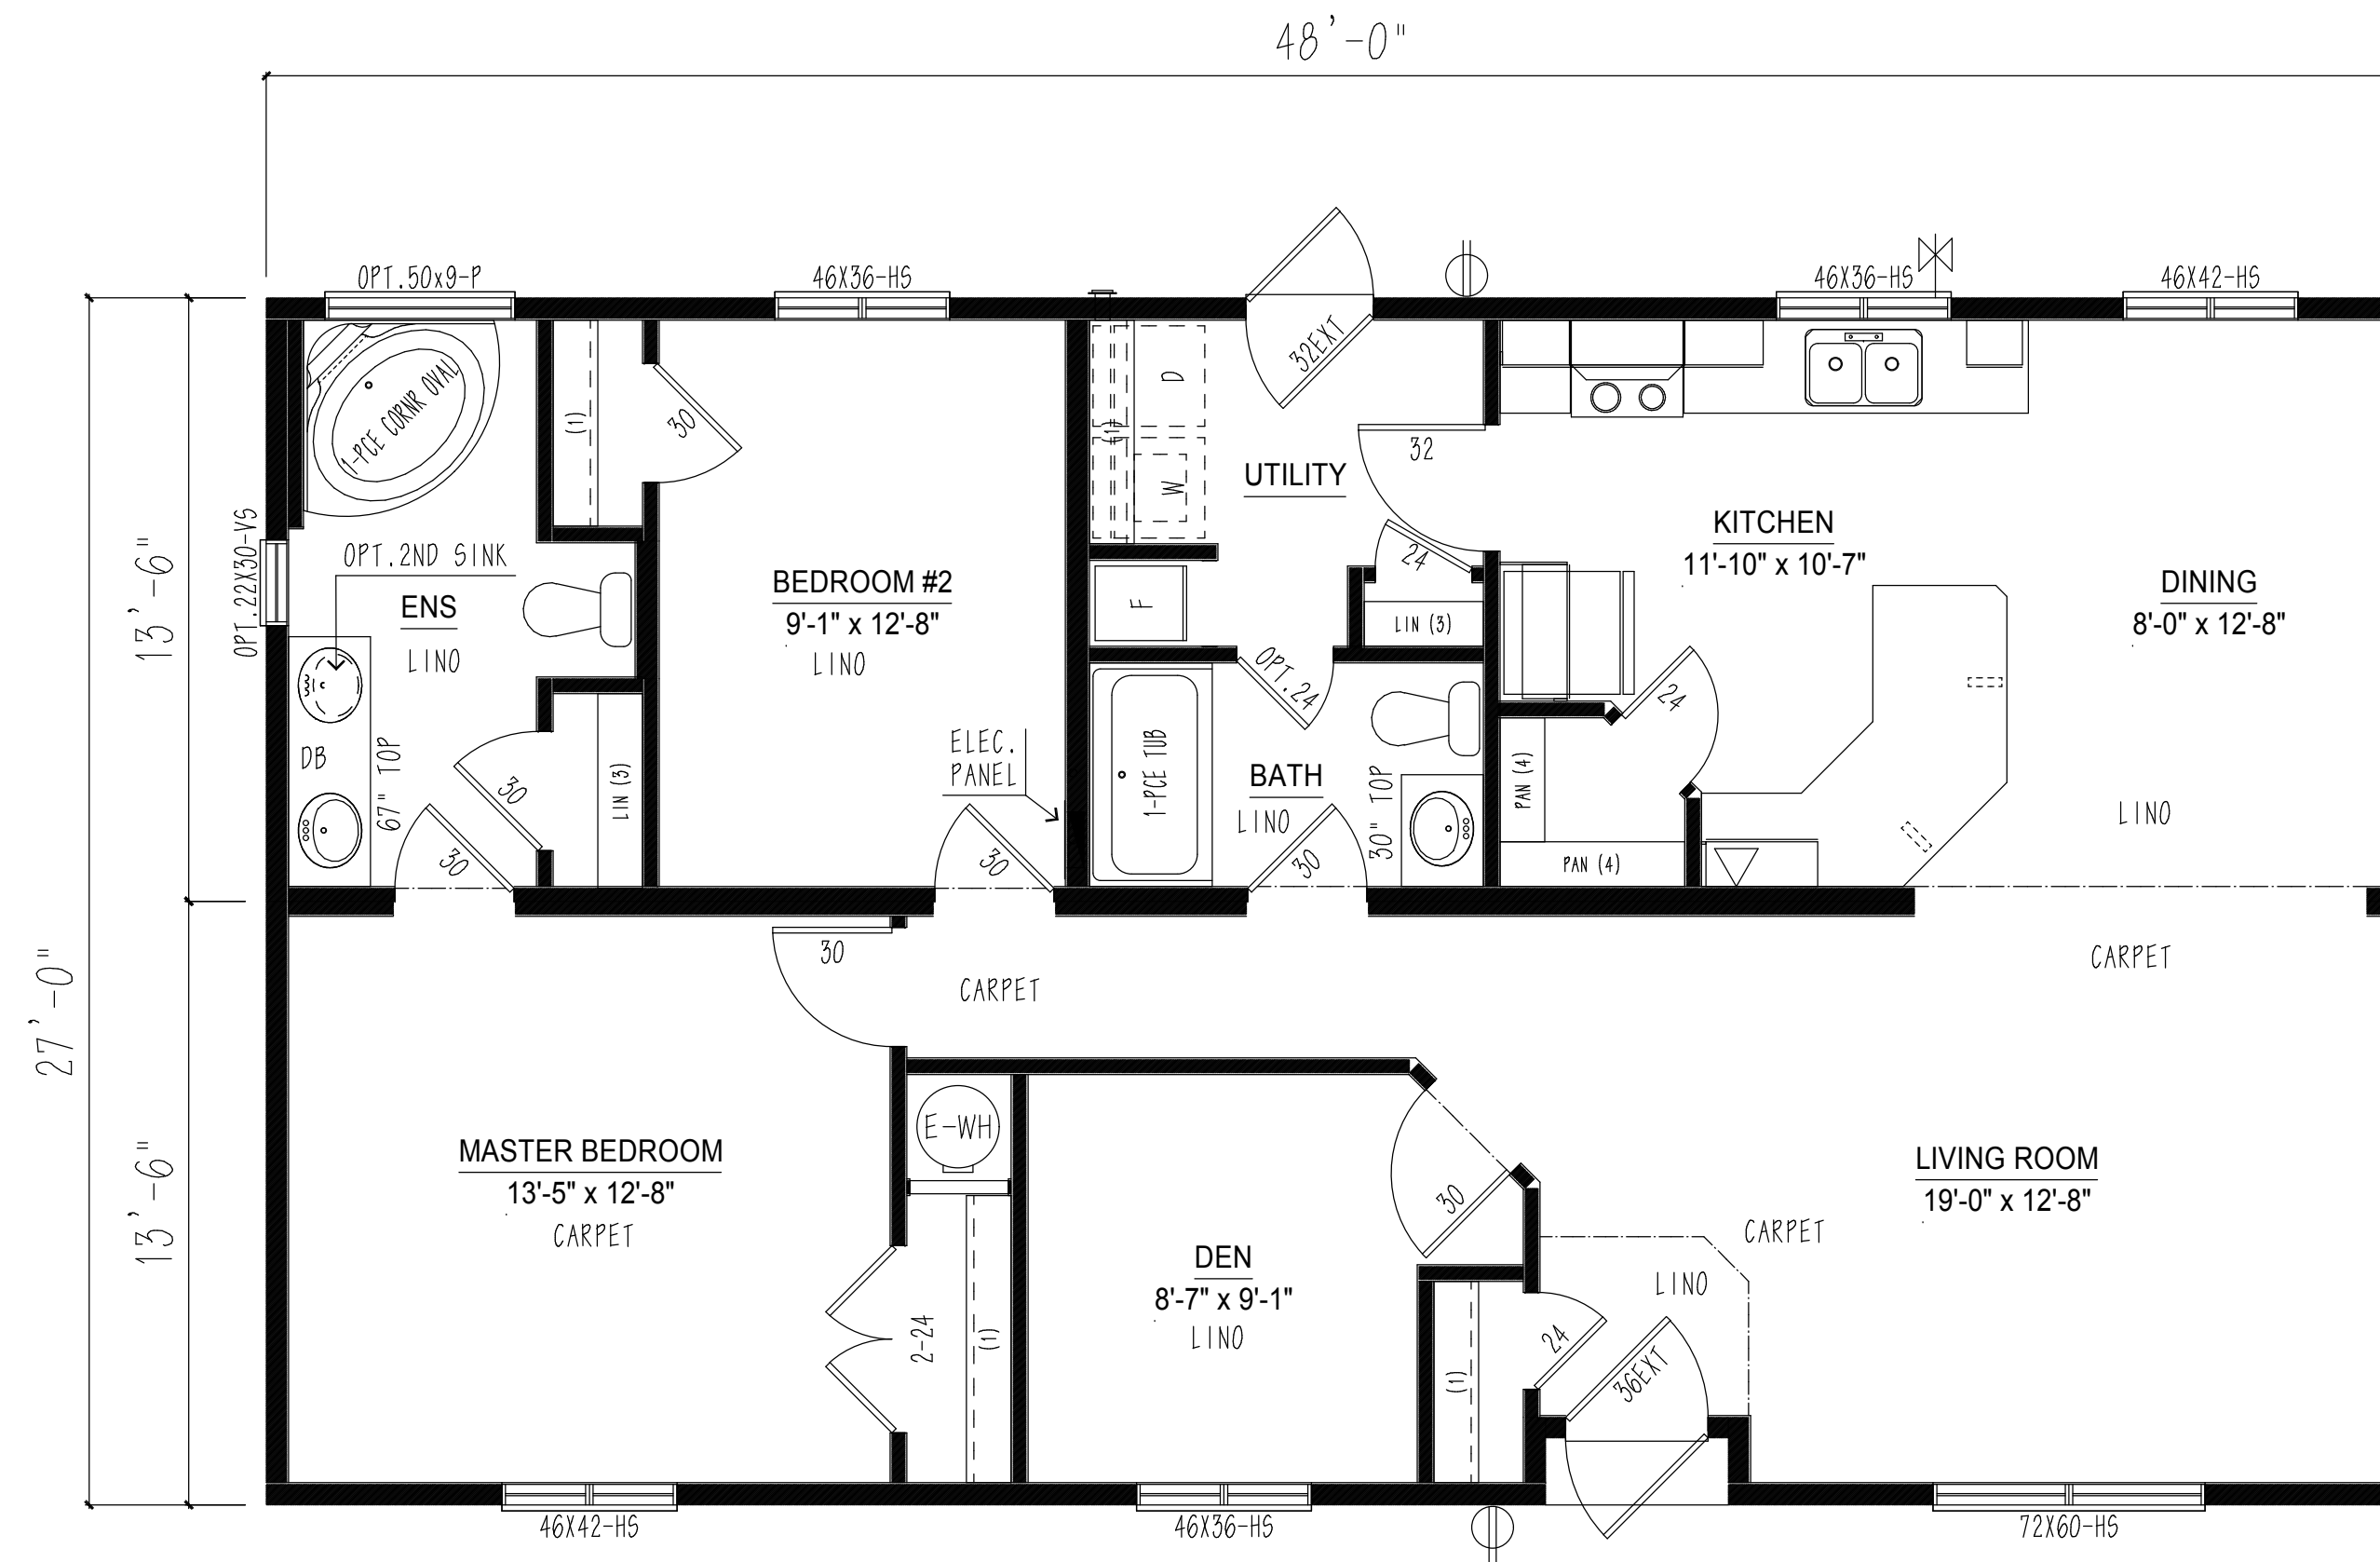 48'-0"
OPT.50x9-P
46X36-HS
46X36-HS
46X42-HS
32EXT
D
(1)
1-PCE CORNR OVAL
30
(1)
32
W
UTILITY
KITCHEN
11'-10" x 10'-7"
OPT.22X30-VS
13'-6"
OPT.2ND SINK
ENS
LINO
BEDROOM #2
9'-1" x 12'-8"
LINO
24
F
LIN (3)
DINING
8'-0" x 12'-8"
LINO
OPT.24
24
DB
67" TOP
30
LIN (3)
30
ELEC.
PANEL
30
1-PCE TUB
BATH
LINO
30
30" TOP
PAN (4)
PAN (4)
27'-0"
30
CARPET
CARPET
E-WH
13'-6"
MASTER BEDROOM
13'-5" x 12'-8"
CARPET
30
LIVING ROOM
19'-0" x 12'-8"
CARPET
DEN
8'-7" x 9'-1"
LINO
LINO
2-24
(1)
(1)
24
36EXT
46X42-HS
46X36-HS
72X60-HS